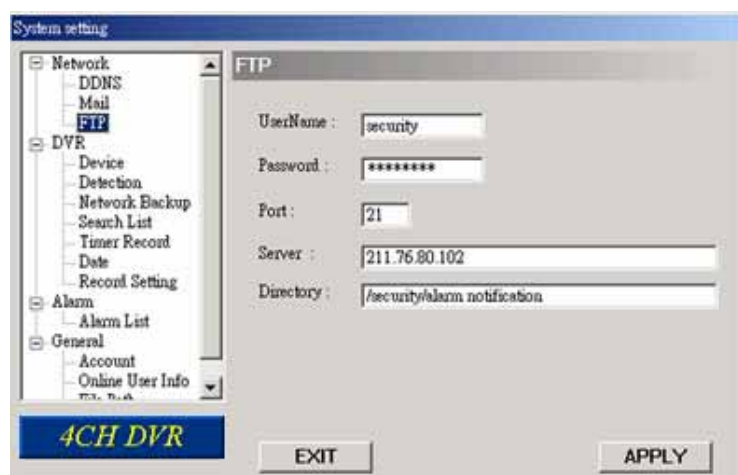 System setting
Network
DDNS
Mail
FTP
DVR
Device
Detection
Network Backup
Search List
Timer Record
Date
Record Setting
Alarm
Alarm List
General
Account
Online User Info
File Path
4CH DVR
FTP
UserName : security
Password : ********
Port : 21
Server : 211.76.80.102
Directory : /security/alarm notification
EXIT
APPLY